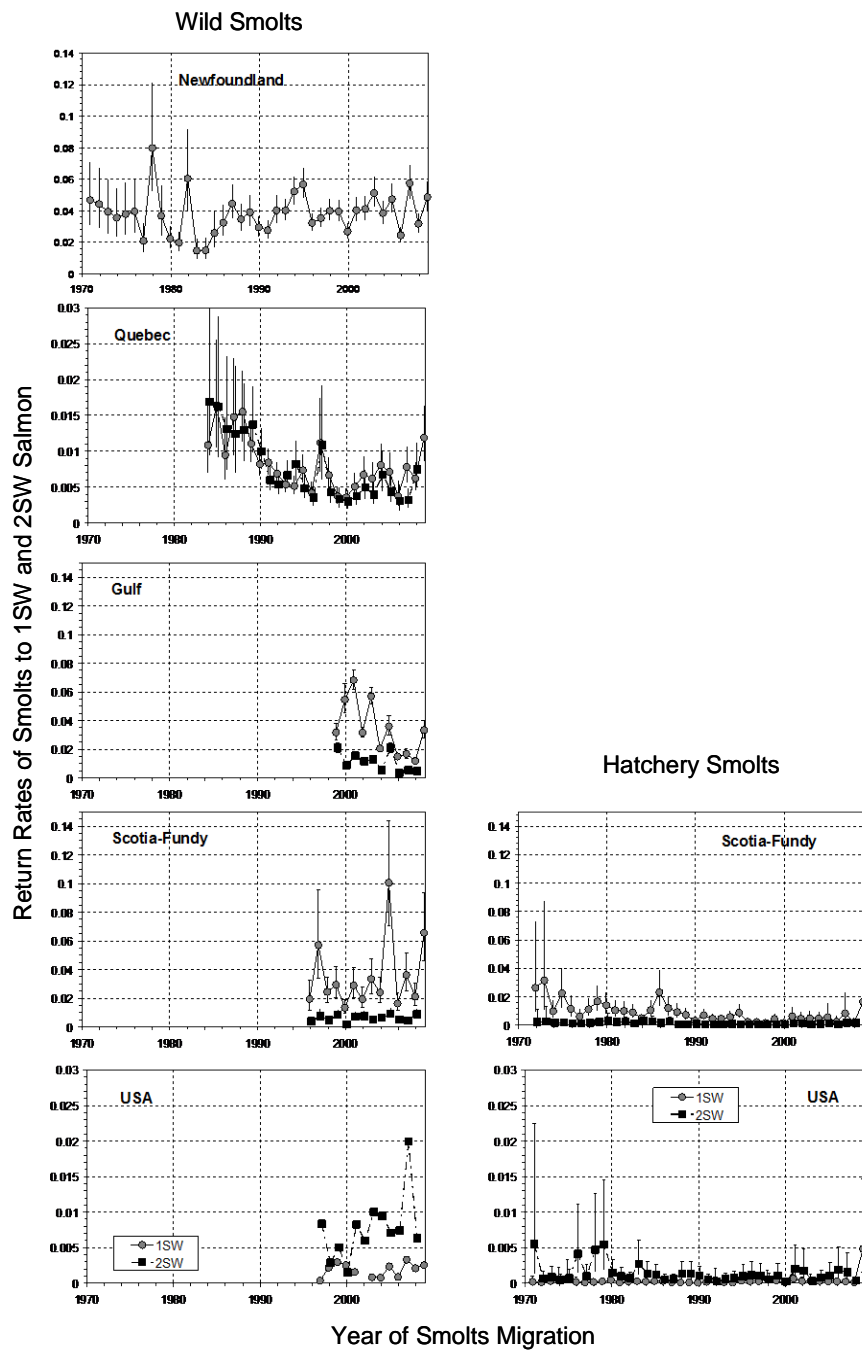 Wild Smolts
Return Rates of Smolts to 1SW and 2SW Salmon
Newfoundland
0.14
0.12
0.1
0.08
0.06
0.04
0.02
0
1970 1980 1990 2000
Quebec
0.03
0.025
0.02
0.015
0.01
0.005
0
1970 1980 1990 2000
Gulf
0.14
0.12
0.1
0.08
0.06
0.04
0.02
0
1970 1980 1990 2000
Scotia-Fundy
0.14
0.12
0.1
0.08
0.06
0.04
0.02
0
1970 1980 1990 2000
USA
0.03
0.025
0.02
0.015
0.01
0.005
0
1SW
2SW
1970 1980 1990 2000
Hatchery Smolts
Scotia-Fundy
0.14
0.12
0.1
0.08
0.06
0.04
0.02
0
1970 1980 1990 2000
USA
1SW
2SW
0.03
0.025
0.02
0.015
0.01
0.005
0
1970 1980 1990 2000
Year of Smolts Migration